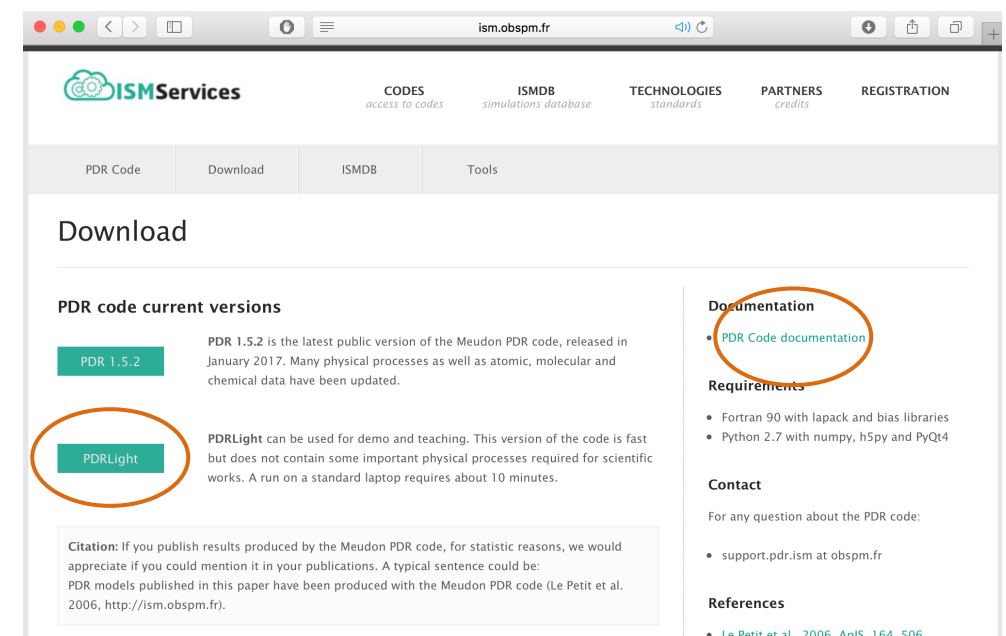 ism.obspm.fr
ISMServices
CODES
access to codes
ISMDB
simulations database
TECHNOLOGIES
standards
PARTNERS
credits
REGISTRATION
PDR Code
Download
ISMDB
Tools
Download
PDR code current versions
PDR 1.5.2
PDR 1.5.2 is the latest public version of the Meudon PDR code, released in
January 2017. Many physical processes as well as atomic, molecular and
chemical data have been updated.
PDRLight
PDRLight can be used for demo and teaching. This version of the code is fast
but does not contain some important physical processes required for scientific
works. A run on a standard laptop requires about 10 minutes.
Citation: If you publish results produced by the Meudon PDR code, for statistic reasons, we would
appreciate if you could mention it in your publications. A typical sentence could be:
PDR models published in this paper have been produced with the Meudon PDR code (Le Petit et al.
2006, http://ism.obspm.fr).
Documentation
• PDR Code documentation
Requirements
• Fortran 90 with lapack and bias libraries
• Python 2.7 with numpy, h5py and PyQt4
Contact
For any question about the PDR code:
• support.pdr.ism at obspm.fr
References
• Le Petit et al., 2006, ApJS, 164, 506